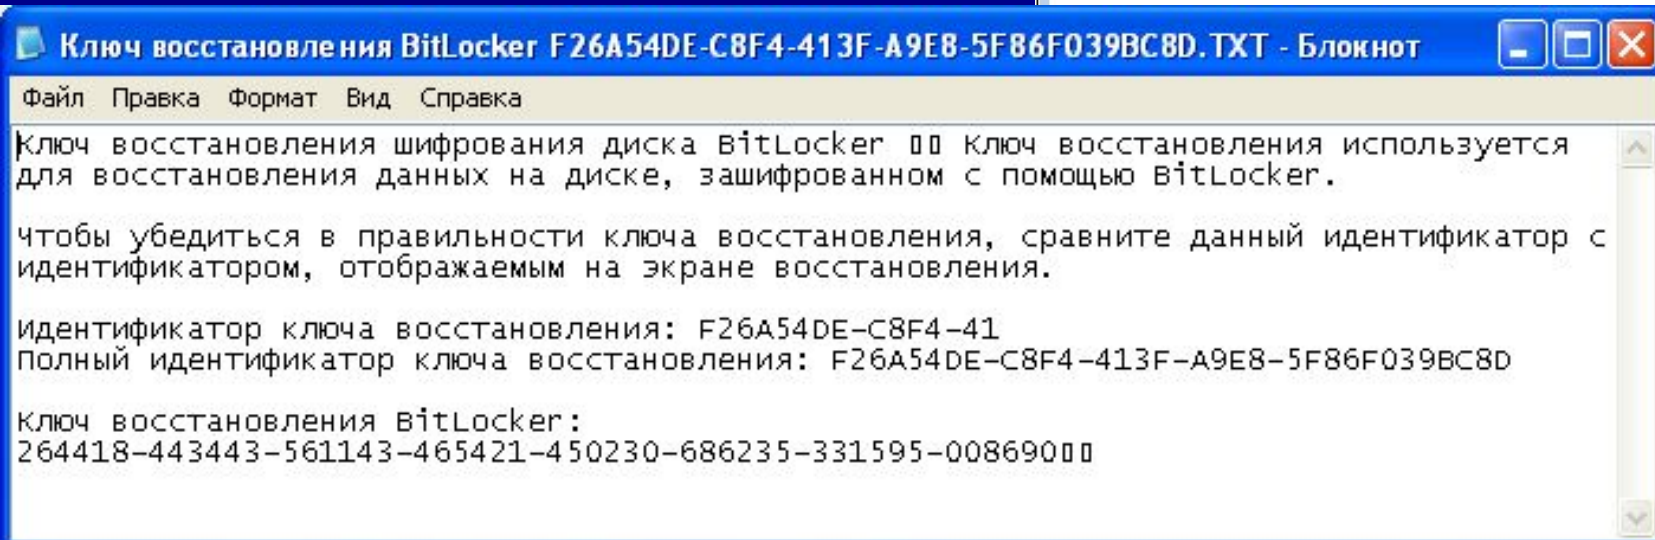 Ключ восстановления BitLocker F26A54DE-C8F4-413F-A9E8-5F86F039BC8D.TXT - Блокнот
Файл Правка Формат Вид Справка
Ключ восстановления шифрования диска BitLocker ▯▯ Ключ восстановления используется
для восстановления данных на диске, зашифрованном с помощью BitLocker.
Чтобы убедиться в правильности ключа восстановления, сравните данный идентификатор с
идентификатором, отображаемым на экране восстановления.
Идентификатор ключа восстановления: F26A54DE-C8F4-41
Полный идентификатор ключа восстановления: F26A54DE-C8F4-413F-A9E8-5F86F039BC8D
Ключ восстановления BitLocker:
264418-443443-561143-465421-450230-686235-331595-008690▯▯